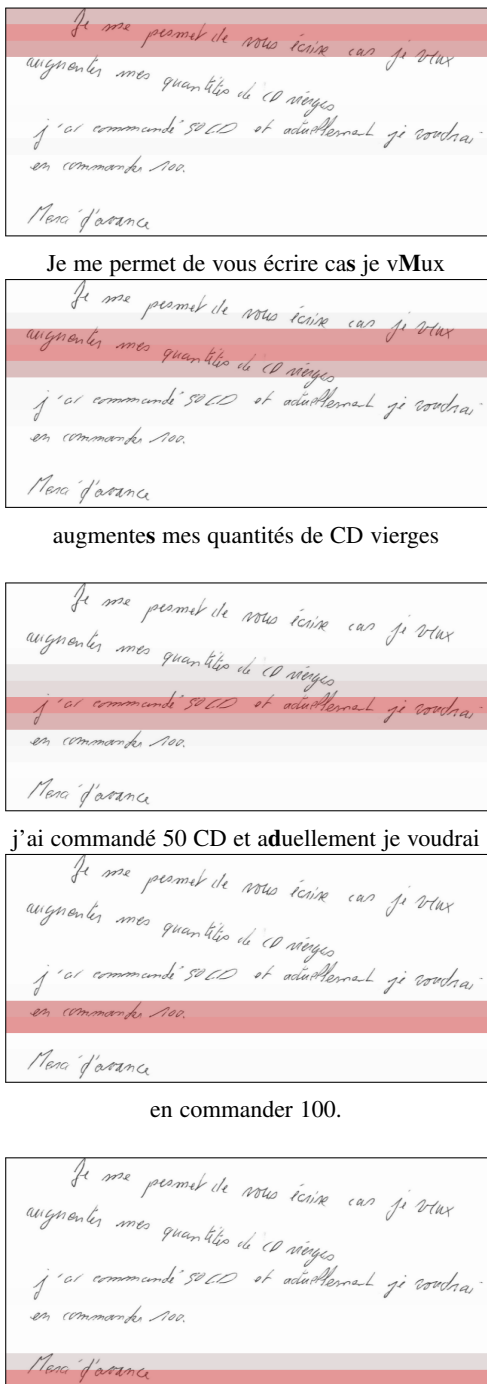 Je me permet de vous écrire car je veux
augmenter mes quantités de CD vierges
j'ai commandé 50 CD et actuellement je voudrai
en commander 100.
Merci d'avance
Je me permet de vous écrire cas je vMux
Je me permet de vous écrire car je veux
augmenter mes quantités de CD vierges
j'ai commandé 50 CD et actuellement je voudrai
en commander 100.
Merci d'avance
augmentes mes quantités de CD vierges
Je me permet de vous écrire car je veux
augmenter mes quantités de CD vierges
j'ai commandé 50 CD et actuellement je voudrai
en commander 100.
Merci d'avance
j'ai commandé 50 CD et aduellement je voudrai
Je me permet de vous écrire car je veux
augmenter mes quantités de CD vierges
j'ai commandé 50 CD et actuellement je voudrai
en commander 100.
Merci d'avance
en commander 100.
Je me permet de vous écrire car je veux
augmenter mes quantités de CD vierges
j'ai commandé 50 CD et actuellement je voudrai
en commander 100.
Merci d'avance